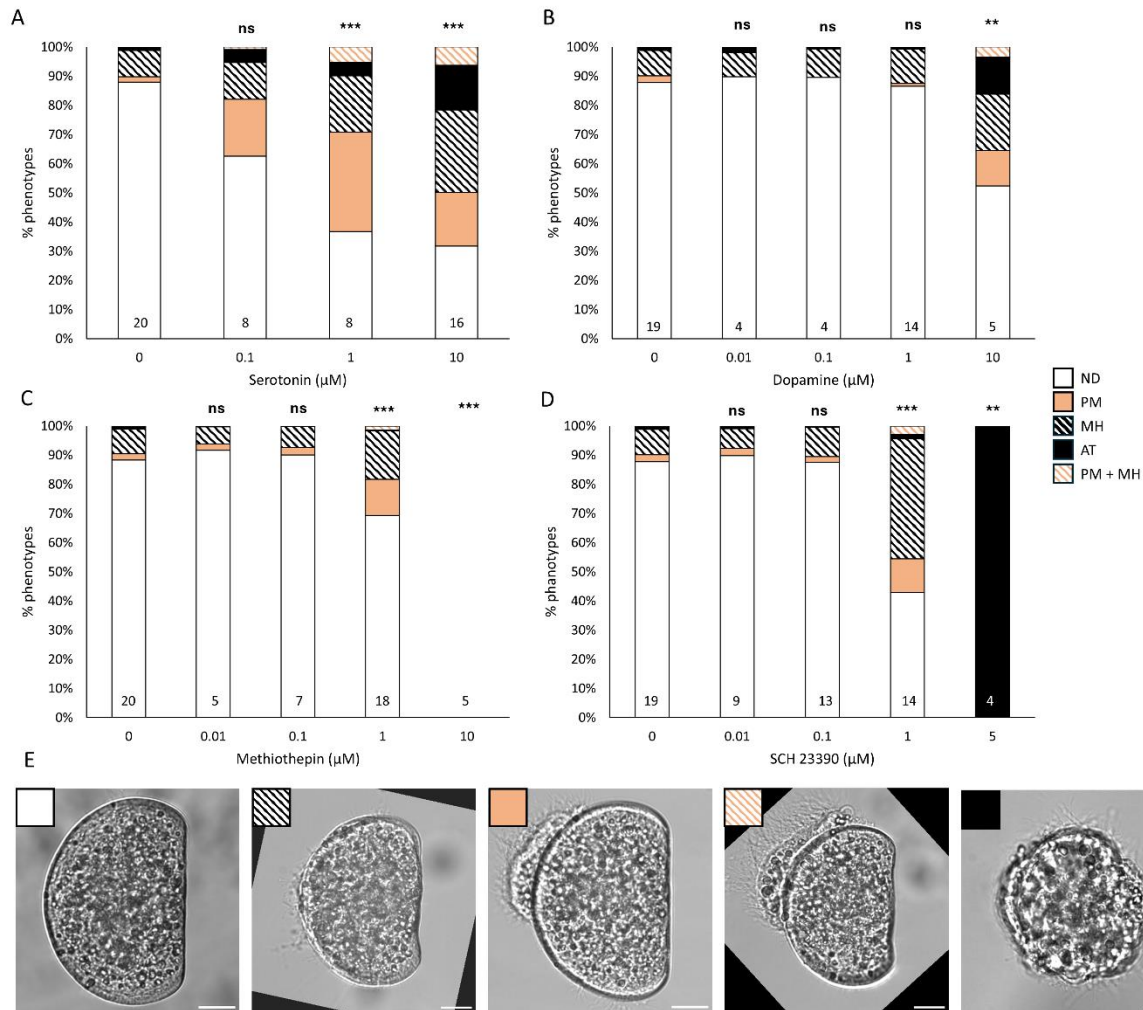 A
ns *** ***
100%
90%
80%
70%
60%
50%
40%
30%
20%
10%
0%
% phenotypes
20 8 8 16
0 0.1 1 10
Serotonin (µM)
B
ns ns ns **
100%
90%
80%
70%
60%
50%
40%
30%
20%
10%
0%
% phenotypes
19 4 4 14 5
0 0.01 0.1 1 10
Dopamine (µM)
ND
PM
MH
AT
PM + MH
C
ns ns *** ***
100%
90%
80%
70%
60%
50%
40%
30%
20%
10%
0%
% phenotypes
20 5 7 18 5
0 0.01 0.1 1 10
Methiothepin (µM)
D
ns ns *** **
100%
90%
80%
70%
60%
50%
40%
30%
20%
10%
0%
% phanotypes
19 9 13 14 4
0 0.01 0.1 1 5
SCH 23390 (µM)
E